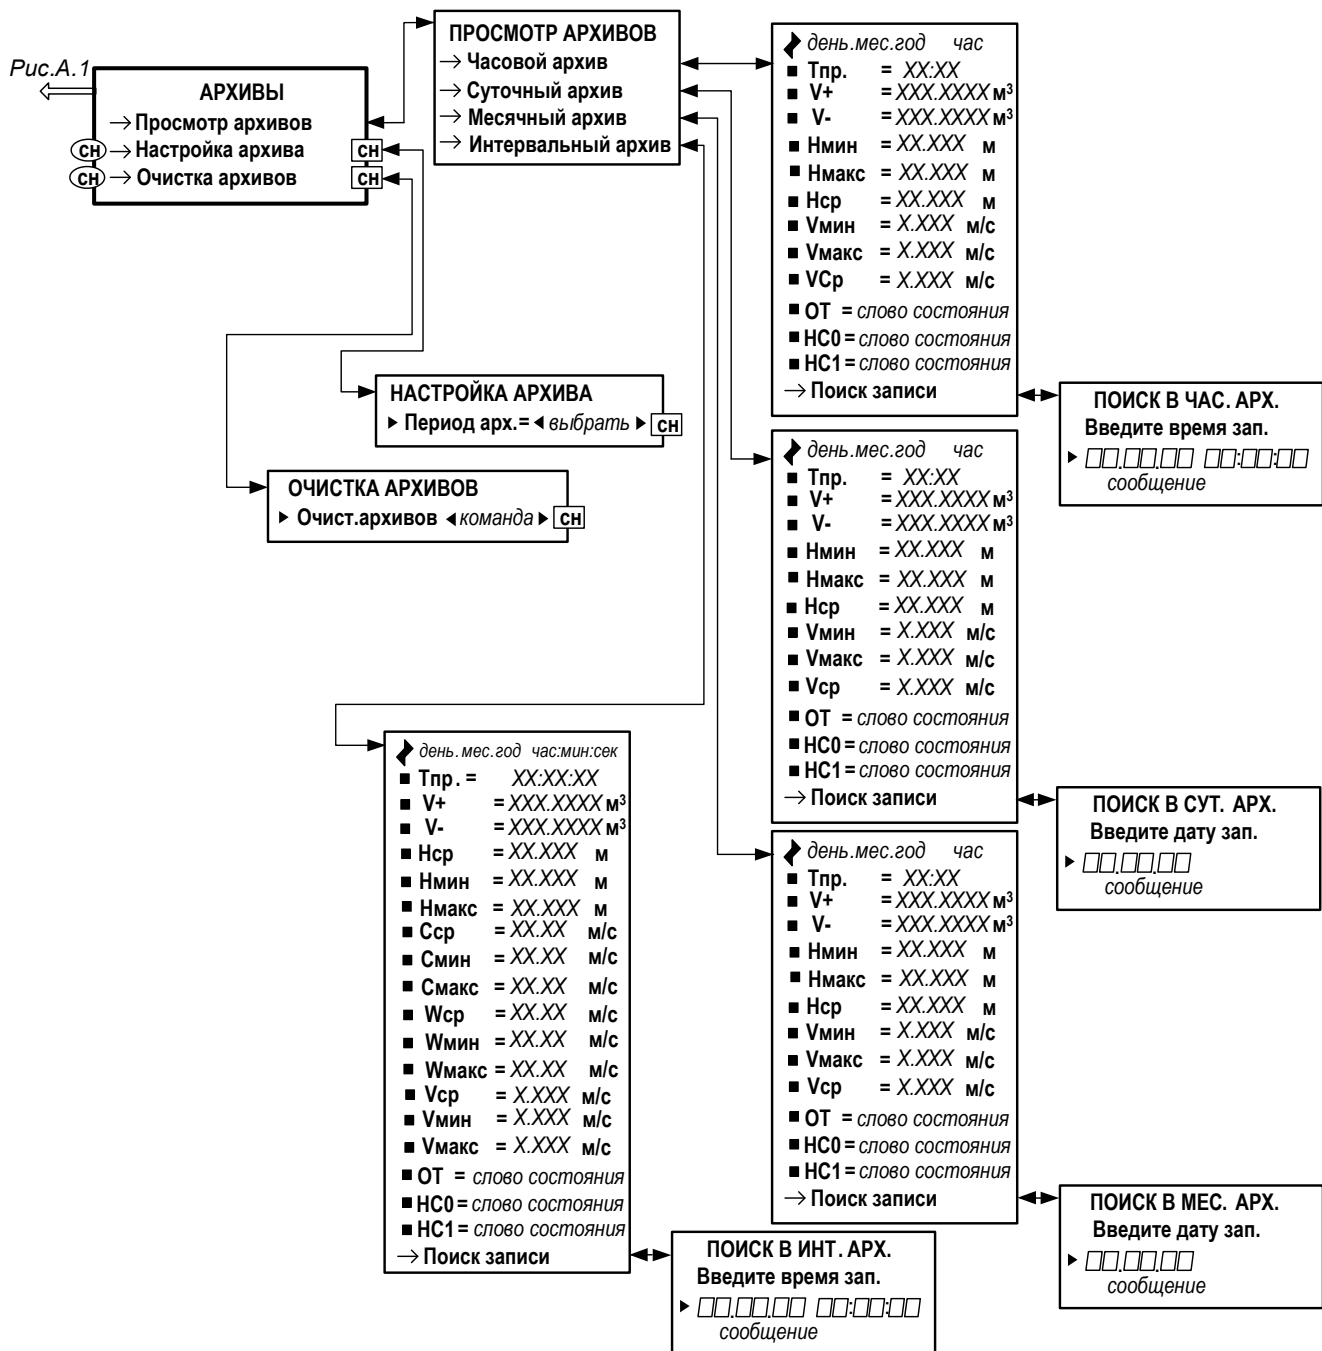 Рис.А.1
АРХИВЫ
→ Просмотр архивов
СН → Настройка архива СН
СН → Очистка архивов СН
ПРОСМОТР АРХИВОВ
→ Часовой архив
→ Суточный архив
→ Месячный архив
→ Интервальный архив
день.мес.год час
Тпр. = XX:XX
V+ = XXX.XXXX м³
V- = XXX.XXXX м³
Нмин = XX.XXX м
Нмакс = XX.XXX м
Нср = XX.XXX м
Vмин = X.XXX м/с
Vмакс = X.XXX м/с
VСр = X.XXX м/с
ОТ = слово состояния
НС0 = слово состояния
НС1 = слово состояния
→ Поиск записи
ПОИСК В ЧАС. АРХ.
Введите время зап.
□□.□□.□□ □□:□□:□□
сообщение
НАСТРОЙКА АРХИВА
Период арх.= выбрать СН
ОЧИСТКА АРХИВОВ
Очист.архивов команда СН
день.мес.год час
Тпр. = XX:XX
V+ = XXX.XXXX м³
V- = XXX.XXXX м³
Нмин = XX.XXX м
Нмакс = XX.XXX м
Нср = XX.XXX м
Vмин = X.XXX м/с
Vмакс = X.XXX м/с
Vср = X.XXX м/с
ОТ = слово состояния
НС0 = слово состояния
НС1 = слово состояния
→ Поиск записи
ПОИСК В СУТ. АРХ.
Введите дату зап.
□□.□□.□□
сообщение
день.мес.год час
Тпр. = XX:XX
V+ = XXX.XXXX м³
V- = XXX.XXXX м³
Нмин = XX.XXX м
Нмакс = XX.XXX м
Нср = XX.XXX м
Vмин = X.XXX м/с
Vмакс = X.XXX м/с
Vср = X.XXX м/с
ОТ = слово состояния
НС0 = слово состояния
НС1 = слово состояния
→ Поиск записи
ПОИСК В МЕС. АРХ.
Введите дату зап.
□□.□□.□□
сообщение
день.мес.год час:мин:сек
Тпр. = XX:XX:XX
V+ = XXX.XXXX м³
V- = XXX.XXXX м³
Нср = XX.XXX м
Нмин = XX.XXX м
Нмакс = XX.XXX м
Сср = XX.XX м/с
Смин = XX.XX м/с
Смакс = XX.XX м/с
Wср = XX.XX м/с
Wмин = XX.XX м/с
Wмакс = XX.XX м/с
Vср = X.XXX м/с
Vмин = X.XXX м/с
Vмакс = X.XXX м/с
ОТ = слово состояния
НС0 = слово состояния
НС1 = слово состояния
→ Поиск записи
ПОИСК В ИНТ. АРХ.
Введите время зап.
□□.□□.□□ □□:□□:□□
сообщение